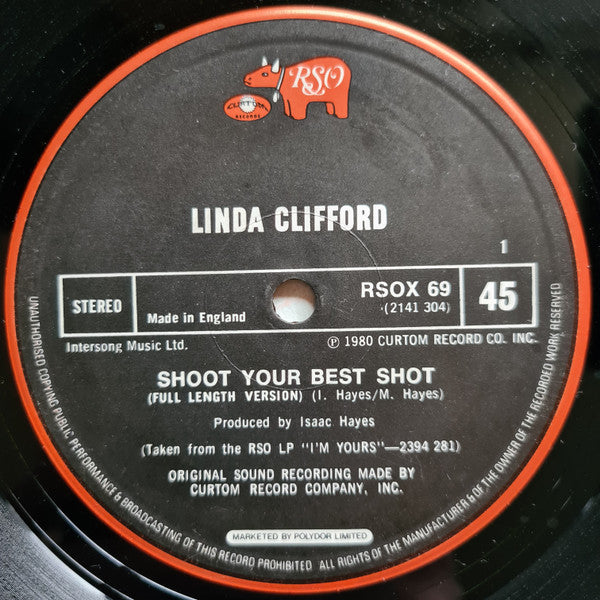 RSO
CURTOM
RECORDS
LINDA CLIFFORD
1
STEREO
Made in England
RSOX 69
(2141 304)
45
Intersong Music Ltd.
℗ 1980 CURTOM RECORD CO. INC.
SHOOT YOUR BEST SHOT
(FULL LENGTH VERSION) (I. Hayes/M. Hayes)
Produced by Isaac Hayes
(Taken from the RSO LP "I'M YOURS"—2394 281)
ORIGINAL SOUND RECORDING MADE BY
CURTOM RECORD COMPANY, INC.
MARKETED BY POLYDOR LIMITED
UNAUTHORISED COPYING PUBLIC PERFORMANCE & BROADCASTING OF THIS RECORD PROHIBITED. ALL RIGHTS OF THE MANUFACTURER & OF THE OWNER OF THE RECORDED WORK RESERVED